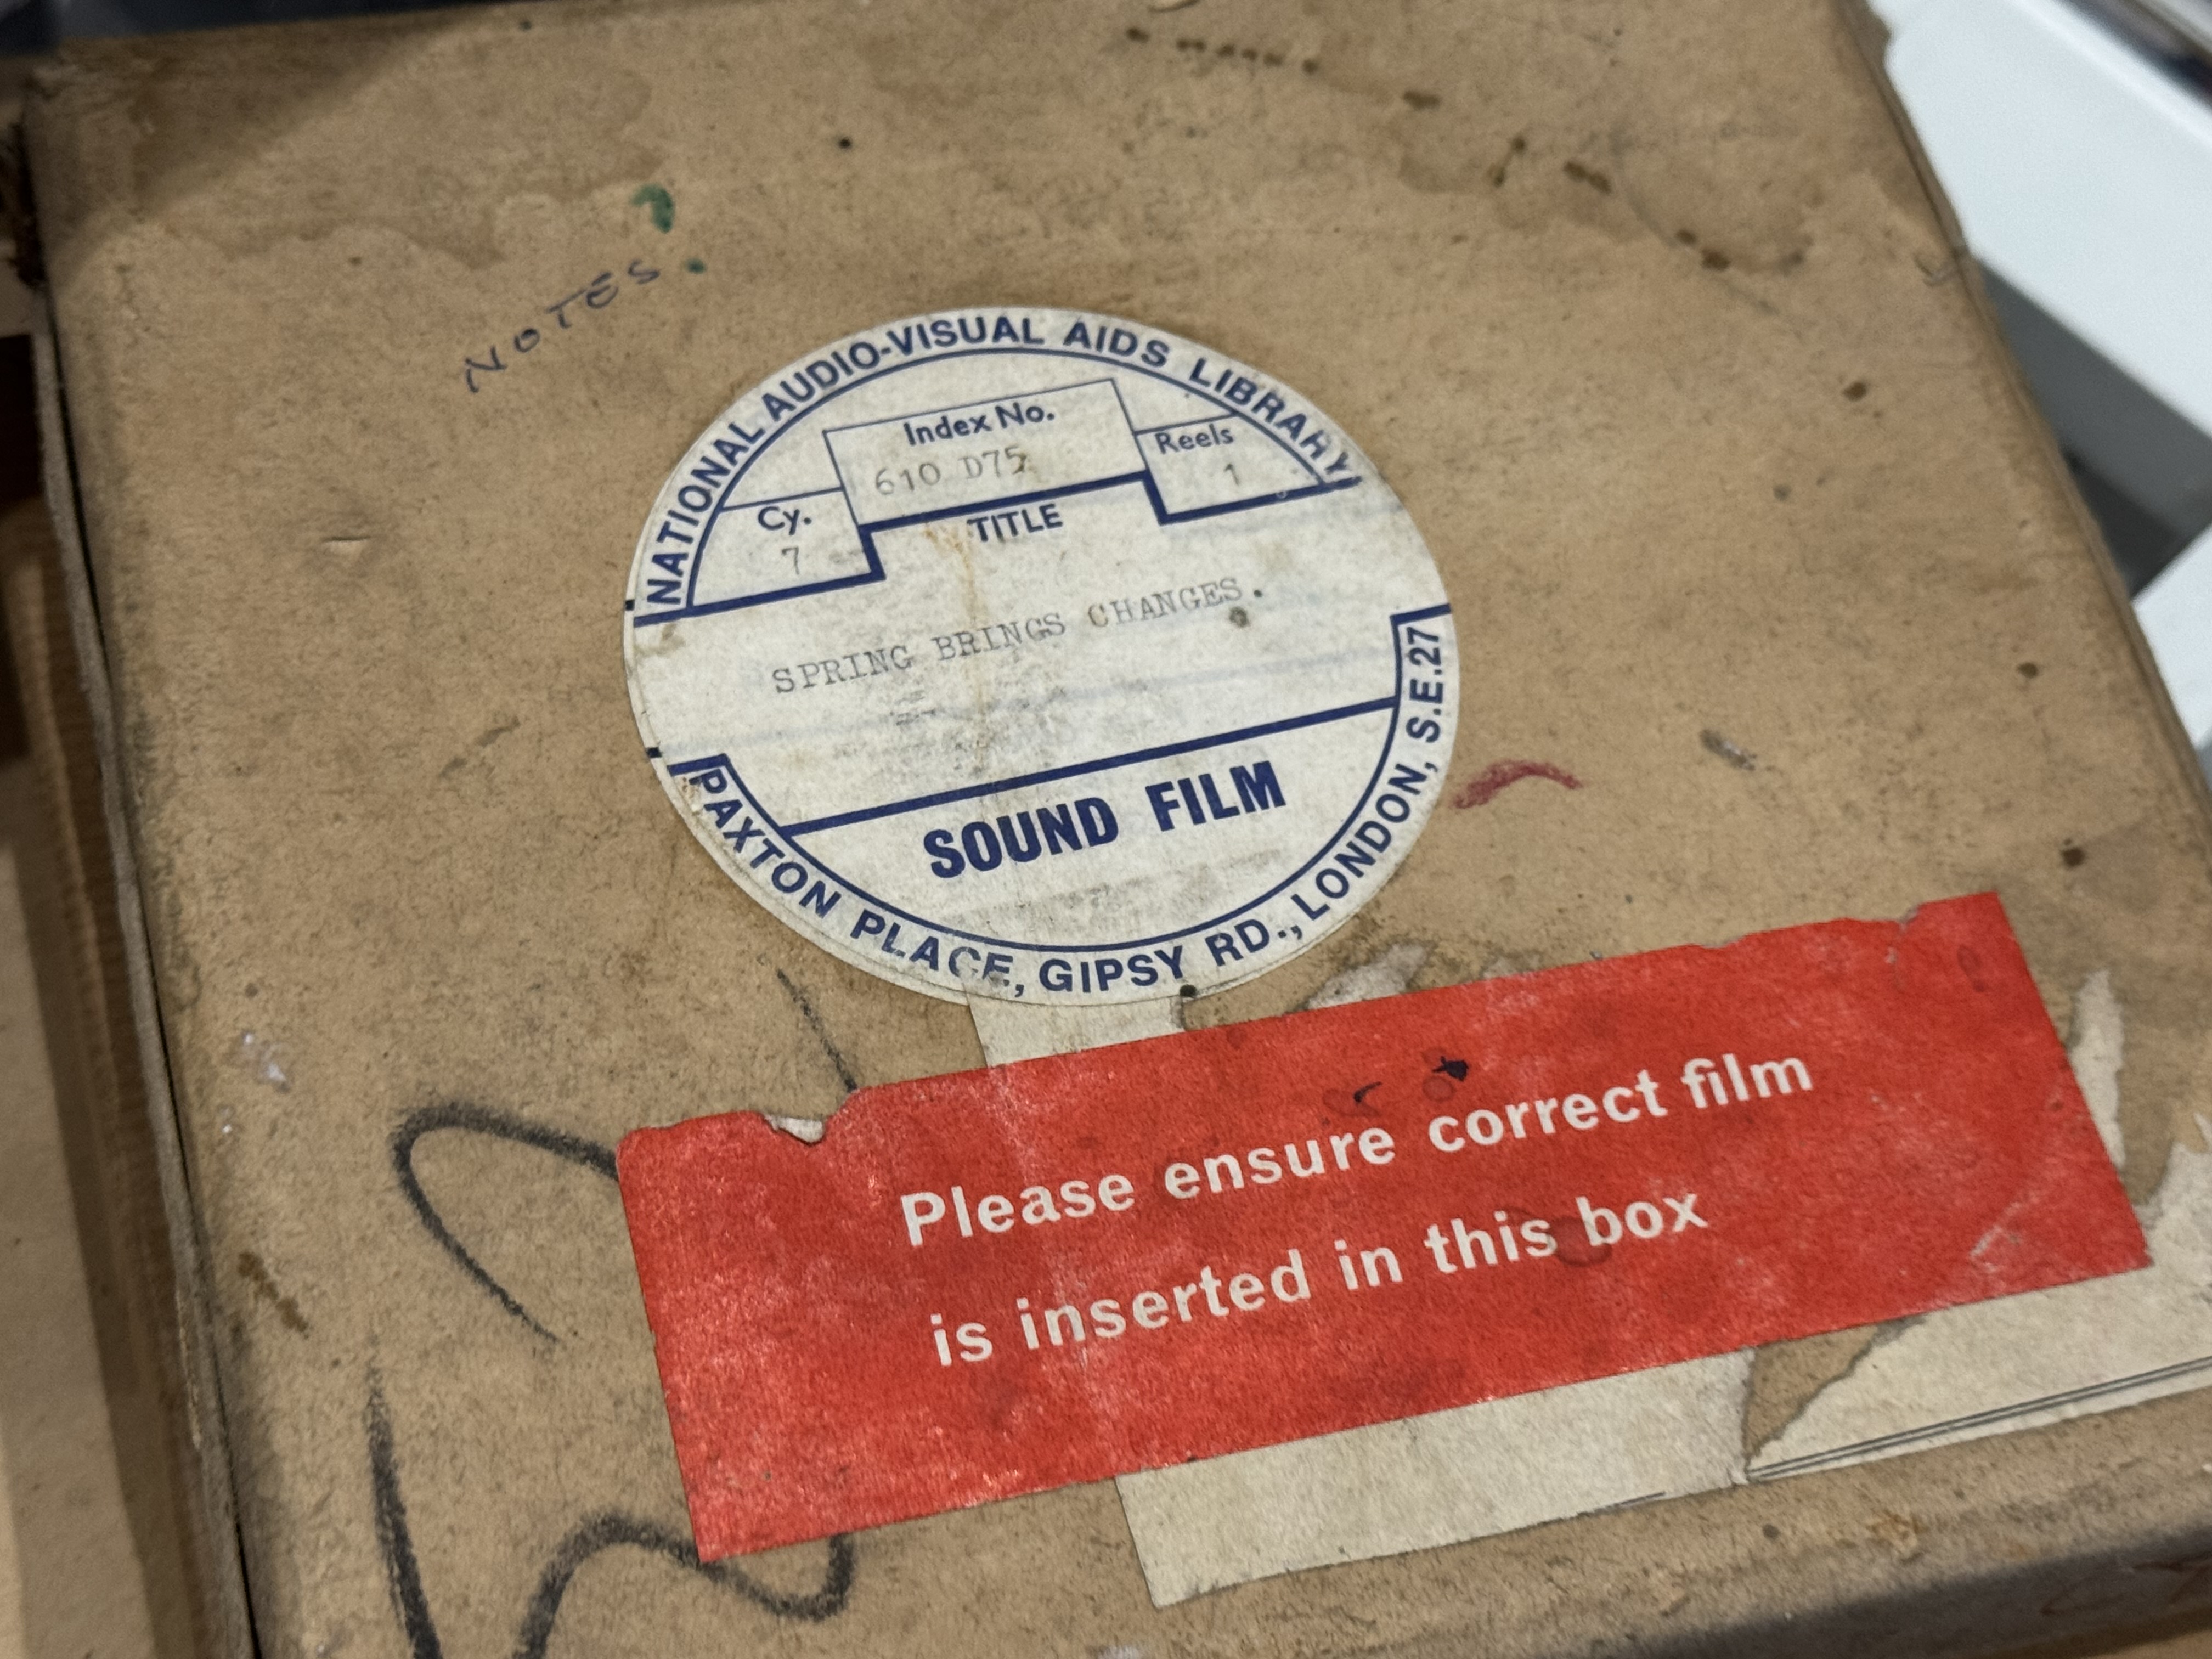 NOTES.
NATIONAL AUDIO-VISUAL AIDS LIBRARY
Index No.
610 D75
Reels
1
Cy.
7
TITLE
SPRING BRINGS CHANGES.
SOUND FILM
PAXTON PLACE, GIPSY RD., LONDON, S.E.27
Please ensure correct film
is inserted in this box